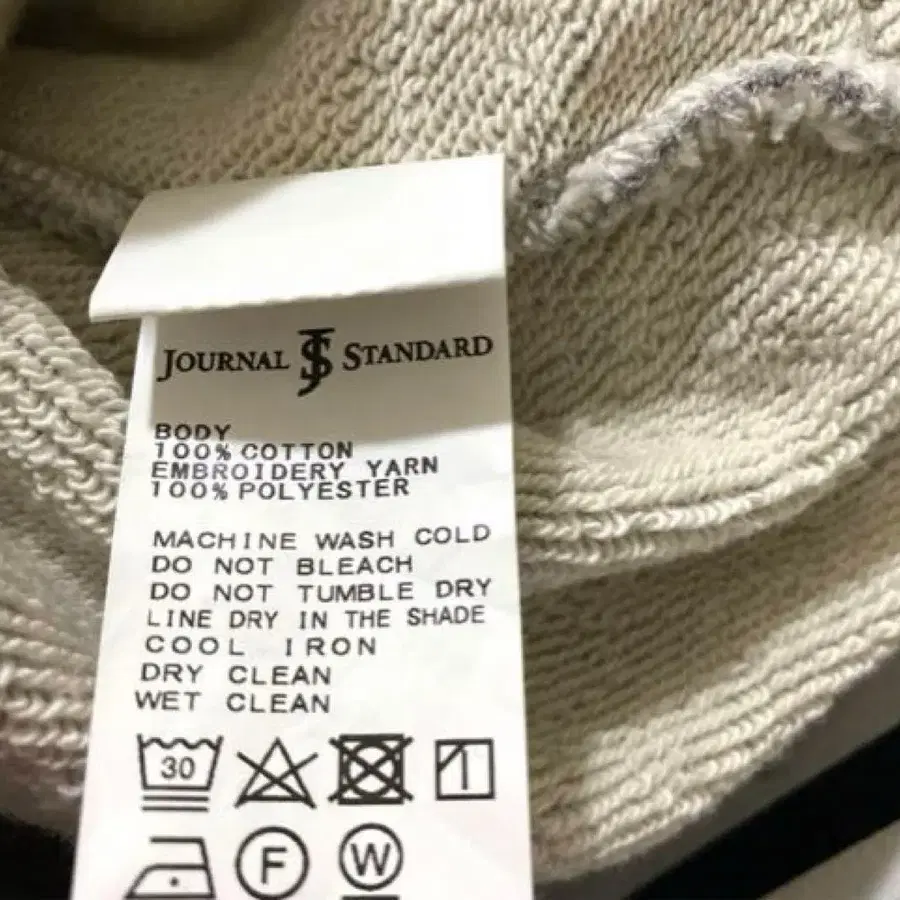 JOURNAL JS STANDARD
BODY
100% COTTON
EMBROIDERY YARN
100% POLYESTER
MACHINE WASH COLD
DO NOT BLEACH
DO NOT TUMBLE DRY
LINE DRY IN THE SHADE
COOL IRON
DRY CLEAN
WET CLEAN
30
F W